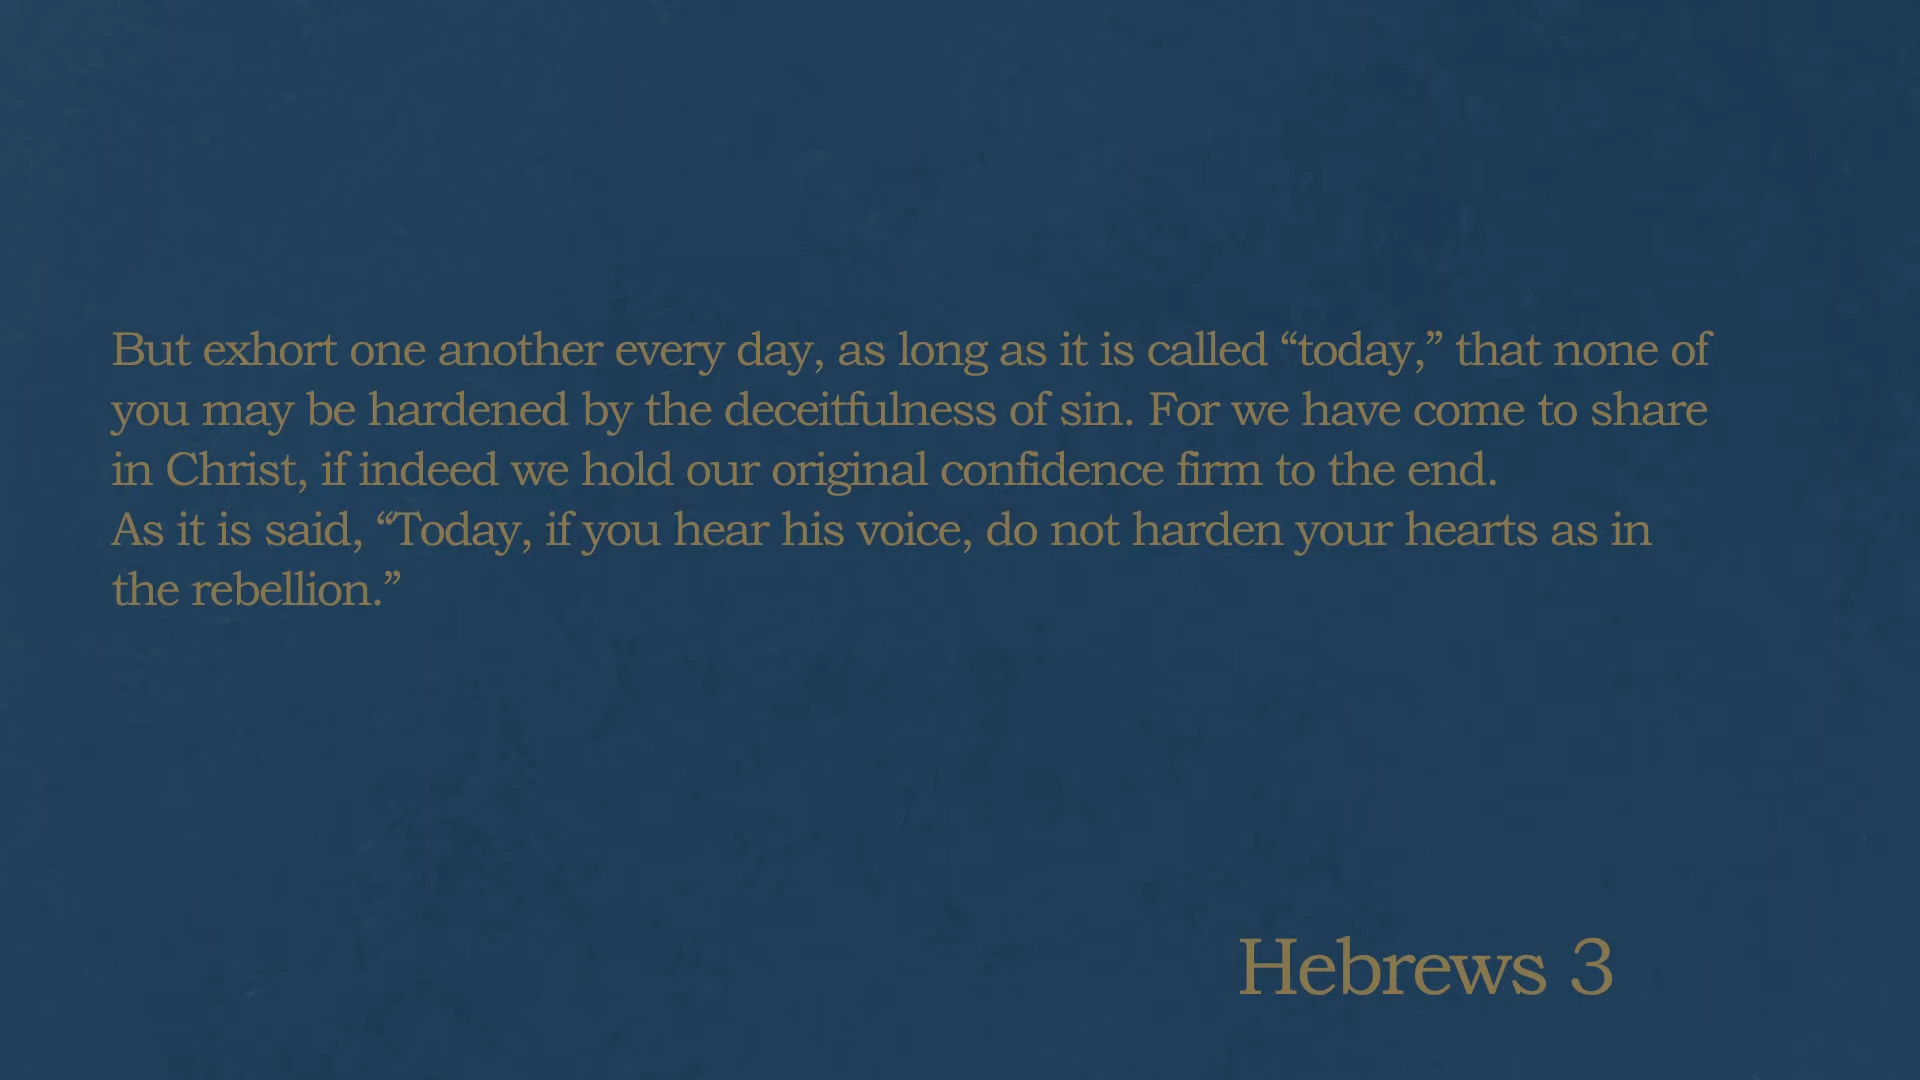 But exhort one another every day, as long as it is called “today,” that none of
you may be hardened by the deceitfulness of sin. For we have come to share
in Christ, if indeed we hold our original confidence firm to the end.
As it is said, “Today, if you hear his voice, do not harden your hearts as in
the rebellion.”
Hebrews 3